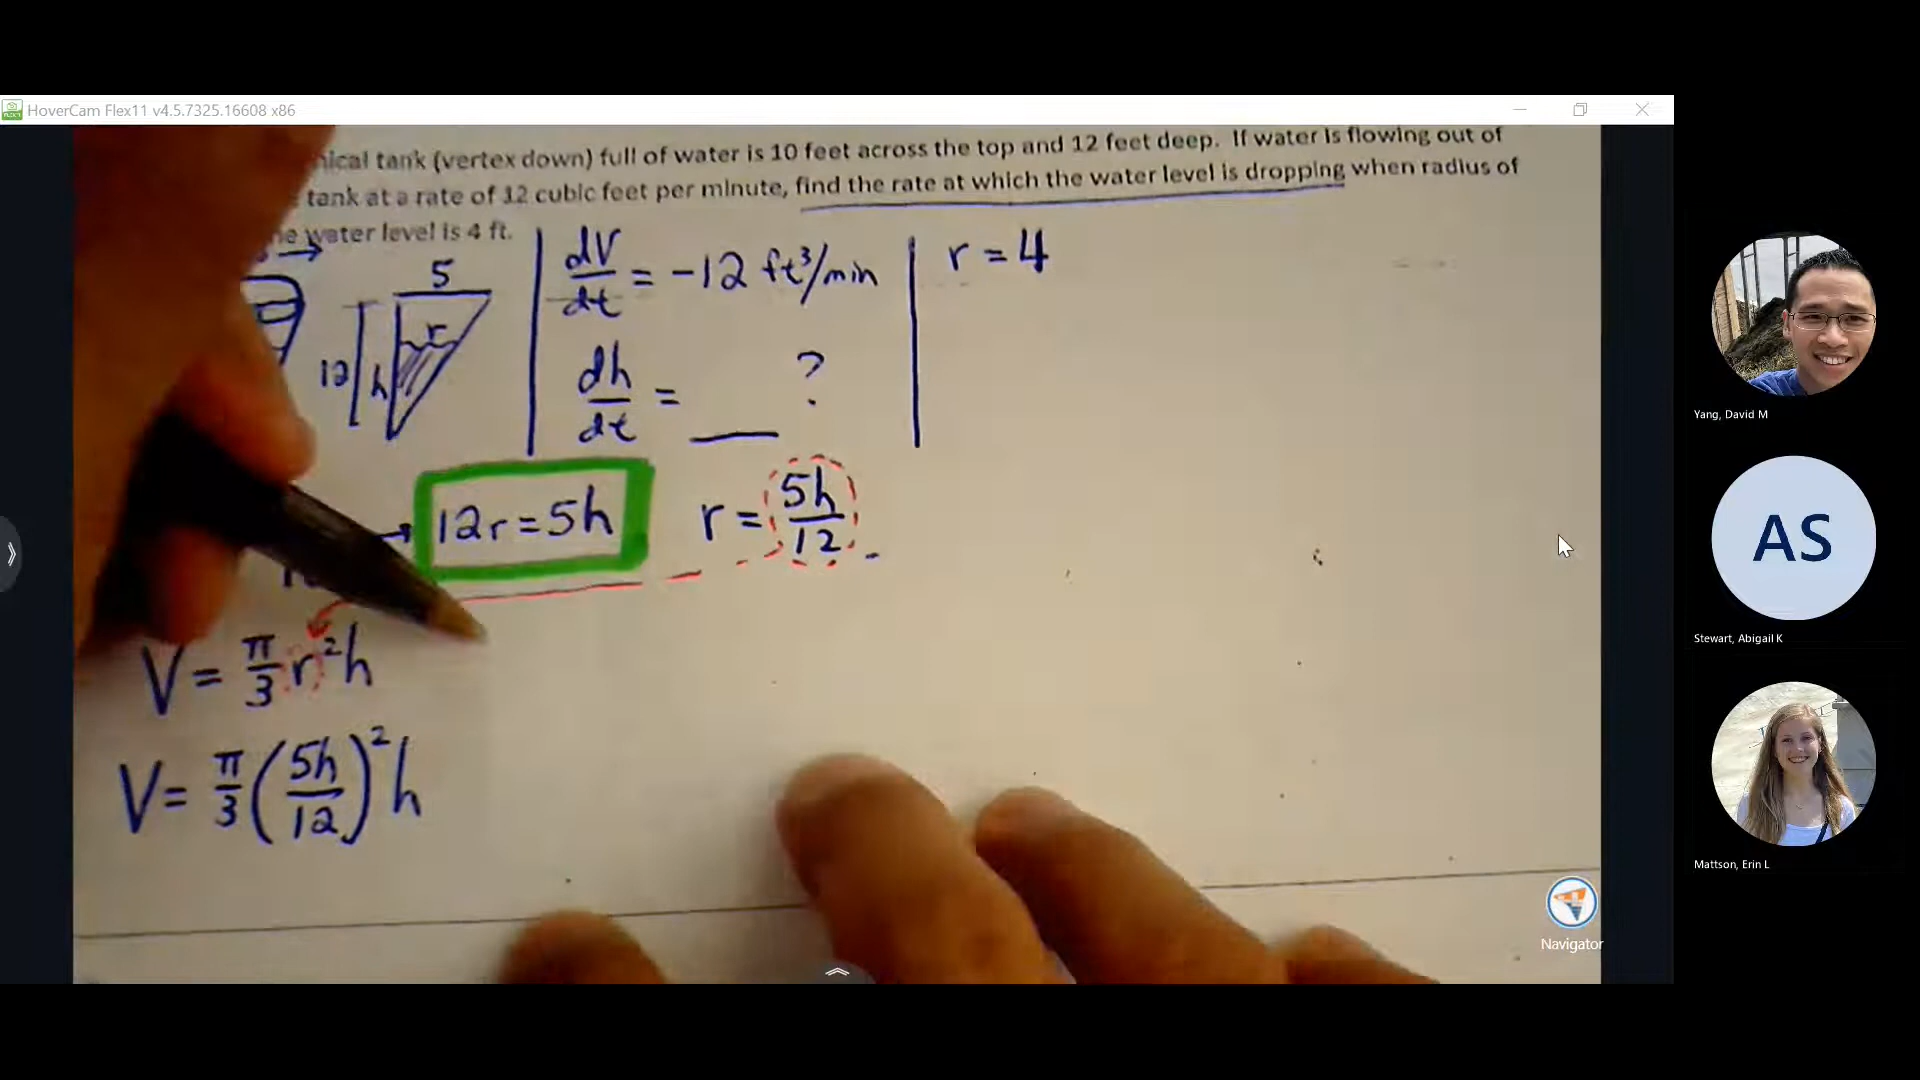 HoverCam Flex11 v4.5.7325.16608 x86
nical tank (vertex down) full of water is 10 feet across the top and 12 feet deep. If water is flowing out of
tank at a rate of 12 cubic feet per minute, find the rate at which the water level is dropping when radius of
water level is 4 ft.
dV/dt = -12 ft³/min
r = 4
5
r
12 h
dh/dt = ___ ?
12r = 5h
r = 5h/12
V = π/3 r²h
V = π/3 (5h/12)² h
Navigator
Yang, David M
AS
Stewart, Abigail K
Mattson, Erin L